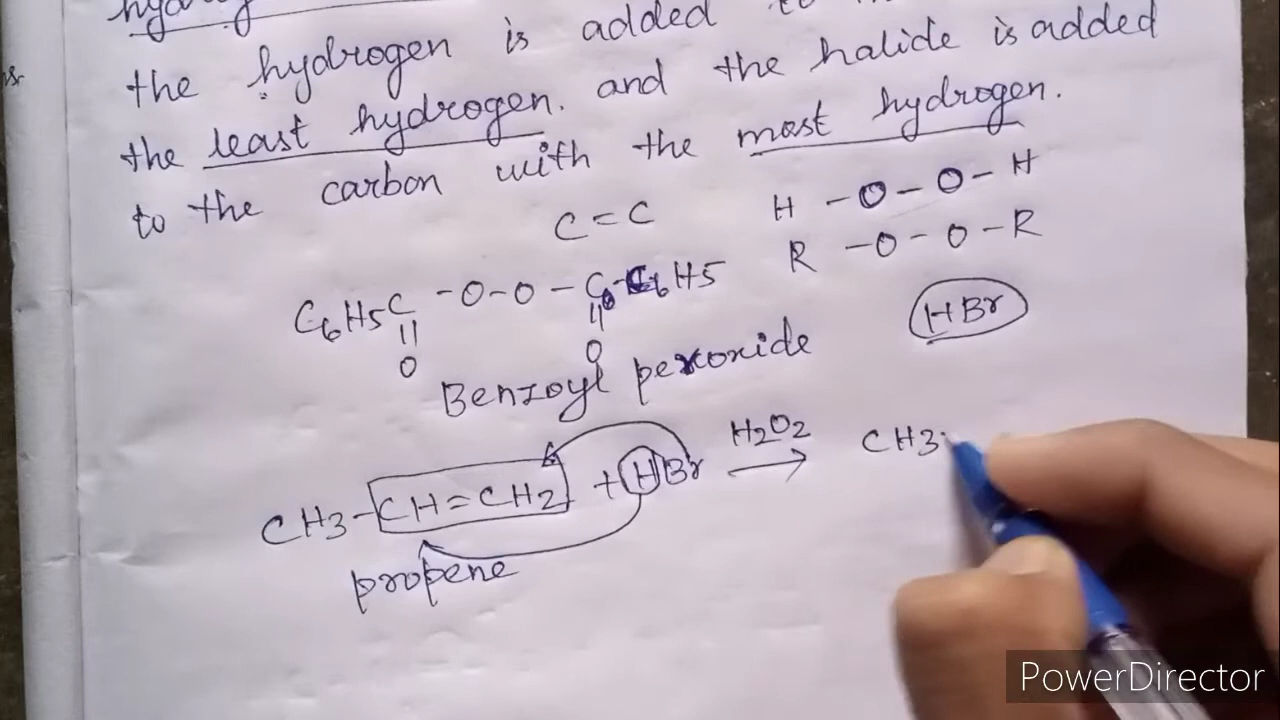 the hydrogen is added to
the least hydrogen. and the halide is added
to the carbon with the most hydrogen.
C = C
H - O - O - H
R - O - O - R
C6H5C - O - O - C - C6H5
|| ||
O O
Benzoyl peroxide
HBr
CH3 - CH = CH2 + HBr H2O2 → CH3-
propene
PowerDirector